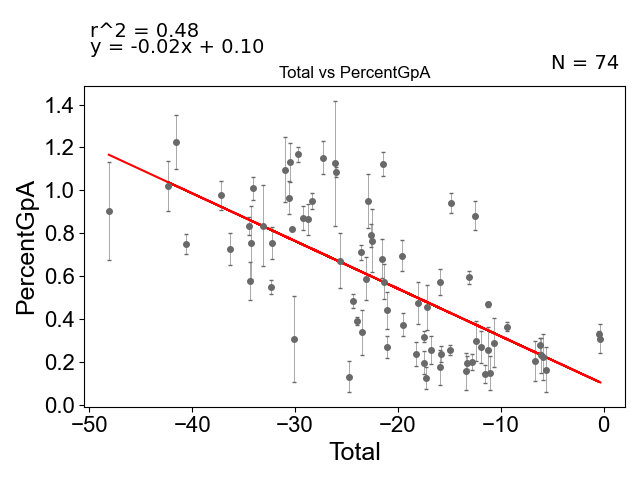 r^2 = 0.48
y = -0.02x + 0.10
N = 74
Total vs PercentGpA
1.4
1.2
1.0
0.8
0.6
0.4
0.2
0.0
PercentGpA
−50 −40 −30 −20 −10 0
Total